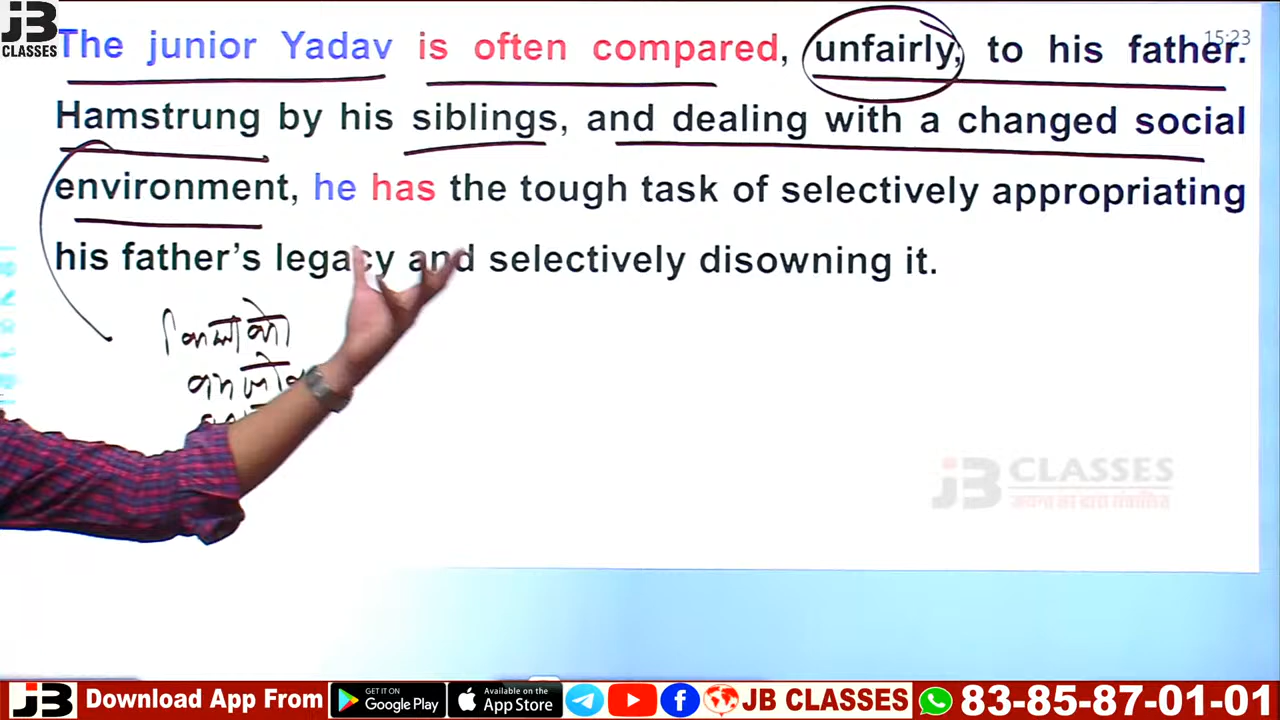 JB
CLASSES
15:23
The junior Yadav is often compared, unfairly, to his father.
Hamstrung by his siblings, and dealing with a changed social
environment, he has the tough task of selectively appropriating
his father's legacy and selectively disowning it.
किसी को
JB CLASSES
JB Download App From GET IT ON Google Play Available on the App Store JB CLASSES 83-85-87-01-01